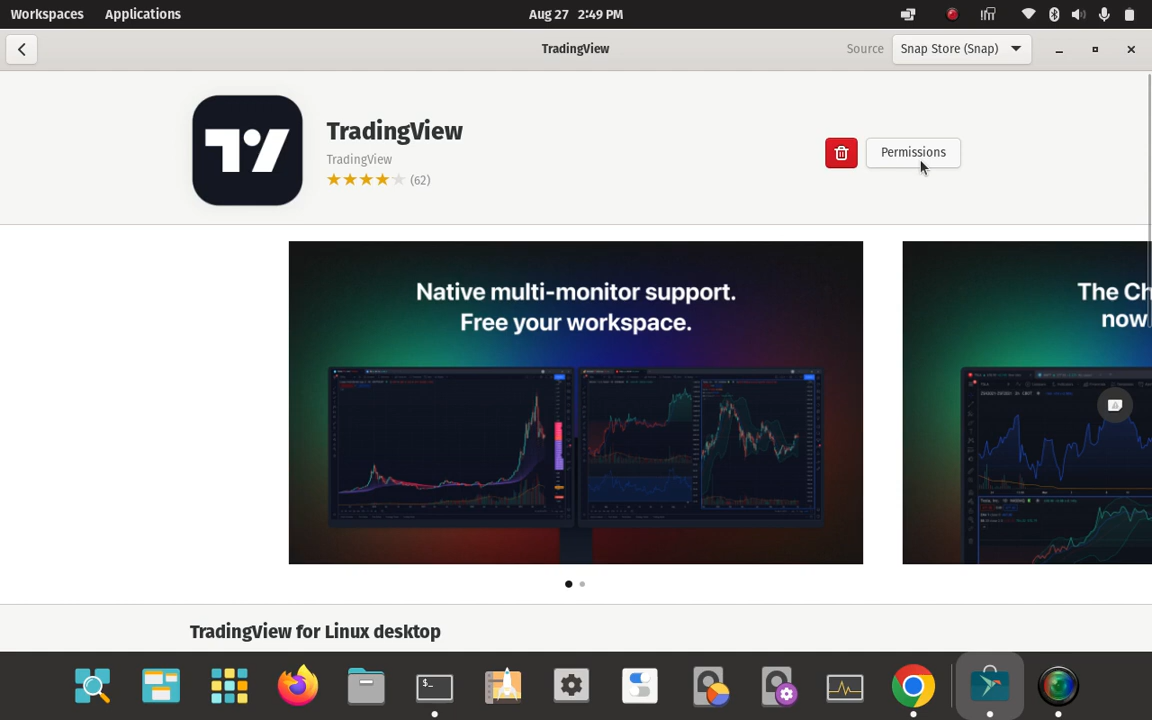 Workspaces Applications Aug 27 2:49 PM
TradingView Source Snap Store (Snap)
TradingView
TradingView
(62)
Permissions
Native multi-monitor support.
Free your workspace.
The Ch
now
TradingView for Linux desktop
$_